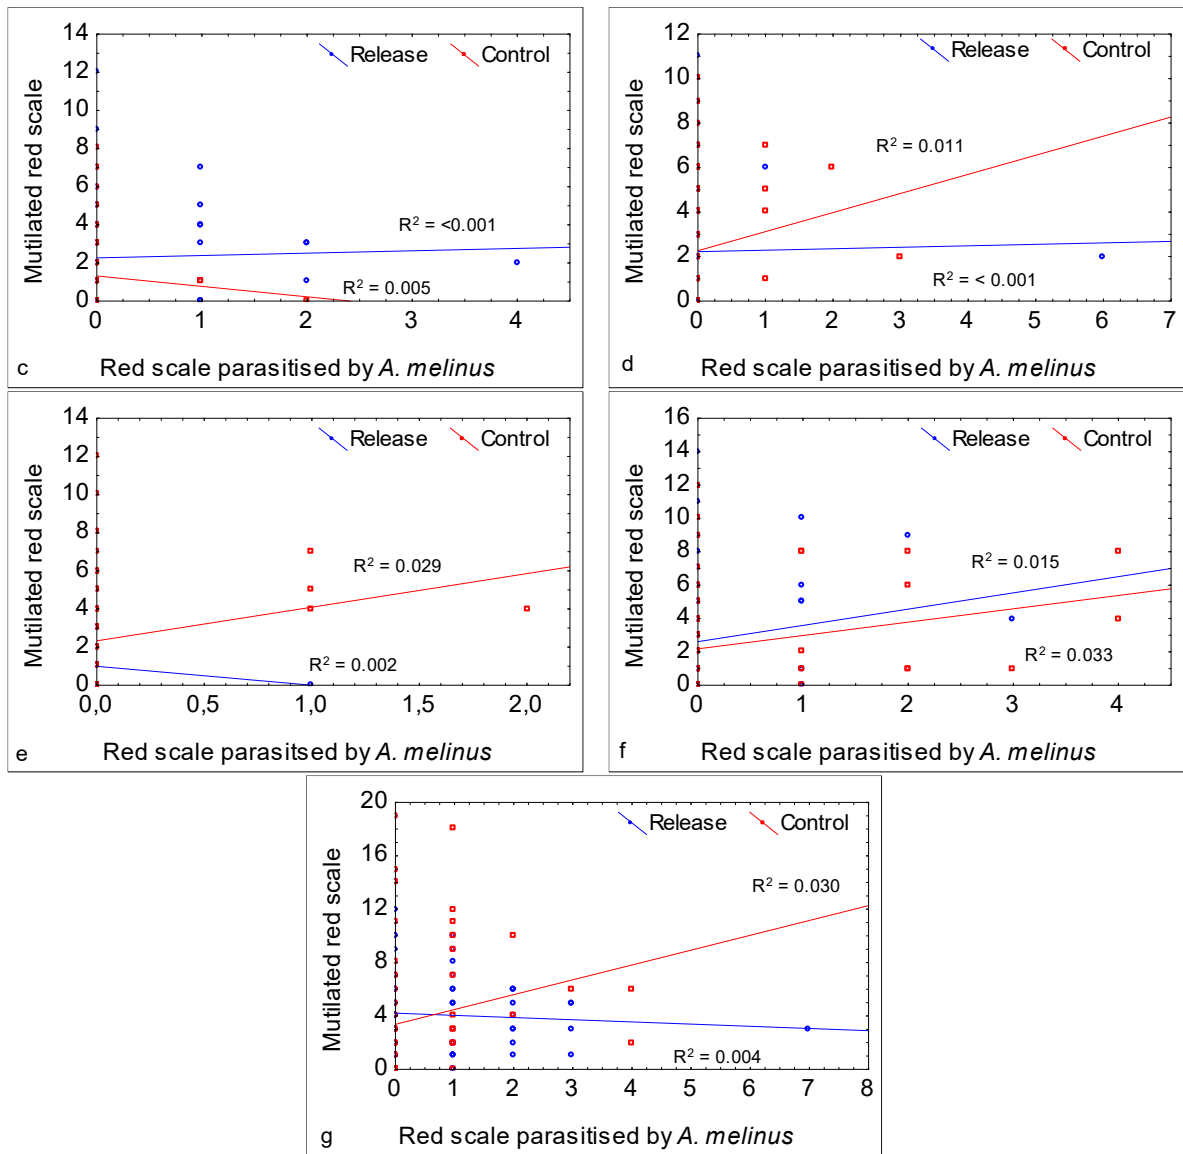 14
12
10
8
6
4
2
0
Mutilated red scale
Release Control
R² = <0.001
R² = 0.005
0 1 2 3 4
c Red scale parasitised by A. melinus
12
10
8
6
4
2
0
Mutilated red scale
Release Control
R² = 0.011
R² = < 0.001
0 1 2 3 4 5 6 7
d Red scale parasitised by A. melinus
14
12
10
8
6
4
2
0
Mutilated red scale
Release Control
R² = 0.029
R² = 0.002
0,0 0,5 1,0 1,5 2,0
e Red scale parasitsed by A. melinus
16
14
12
10
8
6
4
2
0
Mutilated red scale
Release Control
R² = 0.015
R² = 0.033
0 1 2 3 4
f Red scale parasitised by A. melinus
20
16
12
8
4
0
Mutilated red scale
Release Control
R² = 0.030
R² = 0.004
0 1 2 3 4 5 6 7 8
g Red scale parasitised by A. melinus